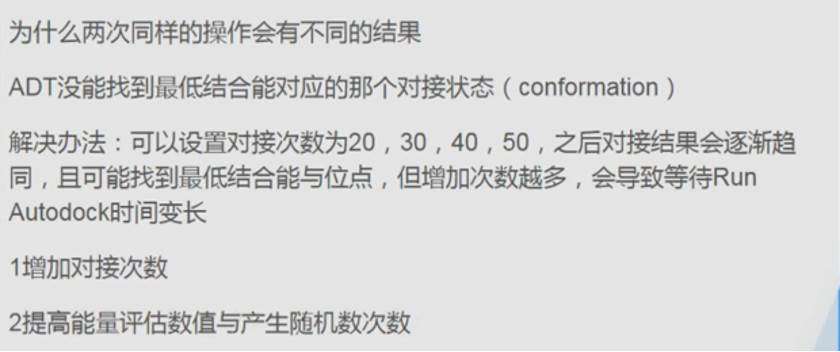 为什么两次同样的操作会有不同的结果
ADT没能找到最低结合能对应的那个对接状态（conformation）
解决办法：可以设置对接次数为20，30，40，50，之后对接结果会逐渐趋
同，且可能找到最低结合能与位点，但增加次数越多，会导致等待Run
Autodock时间变长
1增加对接次数
2提高能量评估数值与产生随机数次数